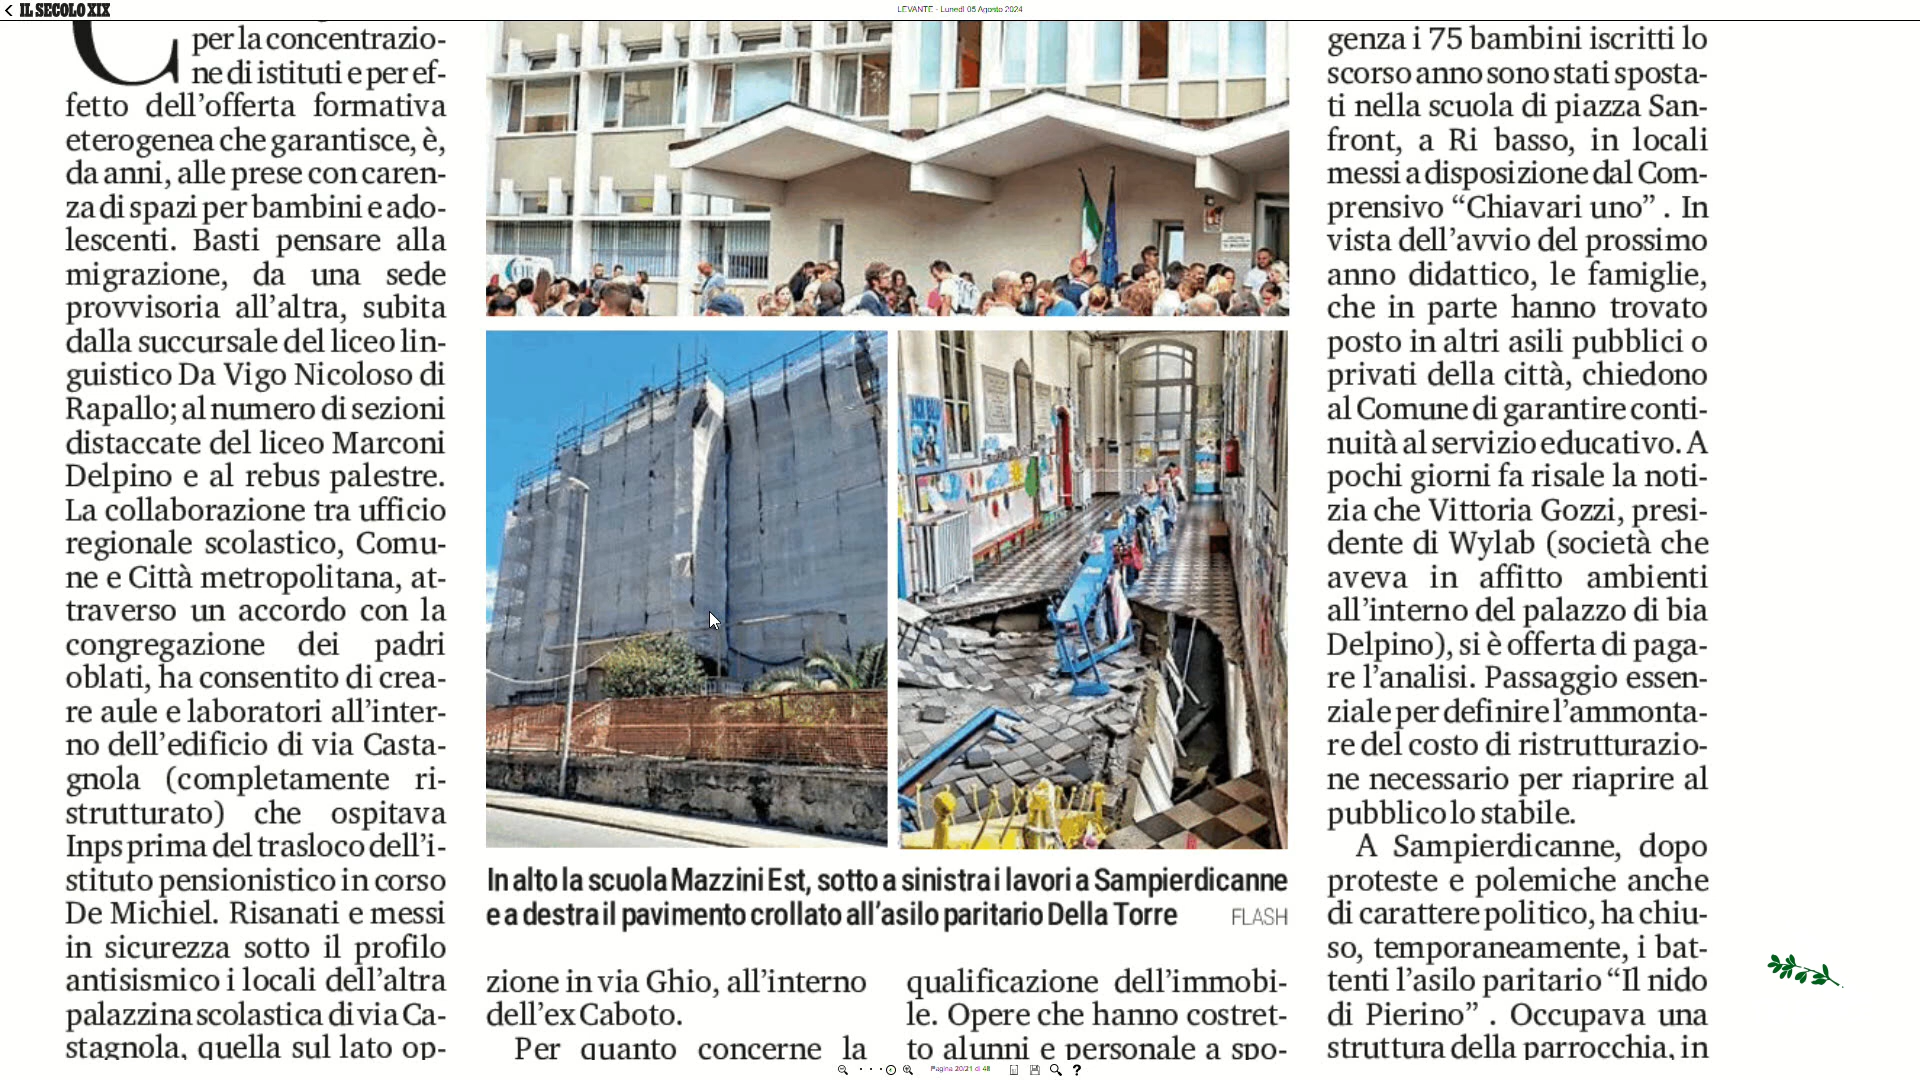 IL SECOLO XIX
LEVANTE - Lunedì 05 Agosto 2024
C
per la concentrazio-
ne di istituti e per ef-
fetto dell’offerta formativa
eterogenea che garantisce, è,
da anni, alle prese con caren-
za di spazi per bambini e ado-
lescenti. Basti pensare alla
migrazione, da una sede
provvisoria all’altra, subita
dalla succursale del liceo lin-
guistico Da Vigo Nicoloso di
Rapallo; al numero di sezioni
distaccate del liceo Marconi
Delpino e al rebus palestre.
La collaborazione tra ufficio
regionale scolastico, Comu-
ne e Città metropolitana, at-
traverso un accordo con la
congregazione dei padri
oblati, ha consentito di crea-
re aule e laboratori all’inter-
no dell’edificio di via Casta-
gnola (completamente ri-
strutturato) che ospitava
Inps prima del trasloco dell’i-
stituto pensionistico in corso
De Michiel. Risanati e messi
in sicurezza sotto il profilo
antisismico i locali dell’altra
palazzina scolastica di via Ca-
stagnola, quella sul lato op-
In alto la scuola Mazzini Est, sotto a sinistra i lavori a Sampierdicanne
e a destra il pavimento crollato all’asilo paritario Della Torre
FLASH
zione in via Ghio, all’interno
dell’ex Caboto.
Per quanto concerne la
qualificazione dell’immobi-
le. Opere che hanno costret-
to alunni e personale a spo-
genza i 75 bambini iscritti lo
scorso anno sono stati sposta-
ti nella scuola di piazza San-
front, a Ri basso, in locali
messi a disposizione dal Com-
prensivo “Chiavari uno” . In
vista dell’avvio del prossimo
anno didattico, le famiglie,
che in parte hanno trovato
posto in altri asili pubblici o
privati della città, chiedono
al Comune di garantire conti-
nuità al servizio educativo. A
pochi giorni fa risale la noti-
zia che Vittoria Gozzi, presi-
dente di Wylab (società che
aveva in affitto ambienti
all’interno del palazzo di bia
Delpino), si è offerta di paga-
re l’analisi. Passaggio essen-
ziale per definire l’ammonta-
re del costo di ristrutturazio-
ne necessario per riaprire al
pubblico lo stabile.
A Sampierdicanne, dopo
proteste e polemiche anche
di carattere politico, ha chiu-
so, temporaneamente, i bat-
tenti l’asilo paritario “Il nido
di Pierino” . Occupava una
struttura della parrocchia, in
Pagina 20/21 di 48